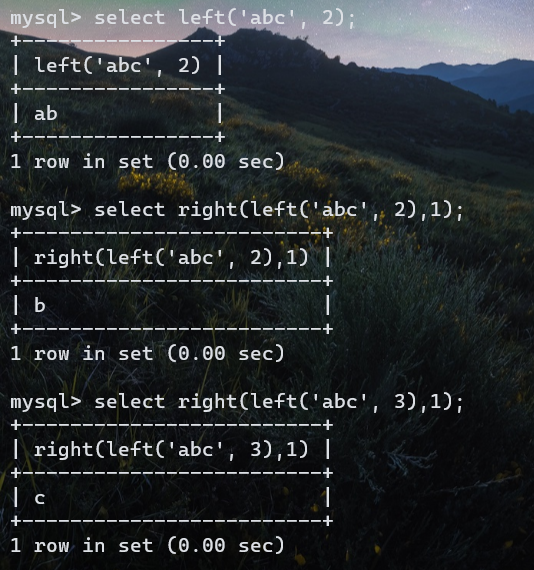 mysql> select left('abc', 2);
+----------------+
| left('abc', 2) |
+----------------+
| ab             |
+----------------+
1 row in set (0.00 sec)
mysql> select right(left('abc', 2),1);
+-------------------------+
| right(left('abc', 2),1) |
+-------------------------+
| b                       |
+-------------------------+
1 row in set (0.00 sec)
mysql> select right(left('abc', 3),1);
+-------------------------+
| right(left('abc', 3),1) |
+-------------------------+
| c                       |
+-------------------------+
1 row in set (0.00 sec)